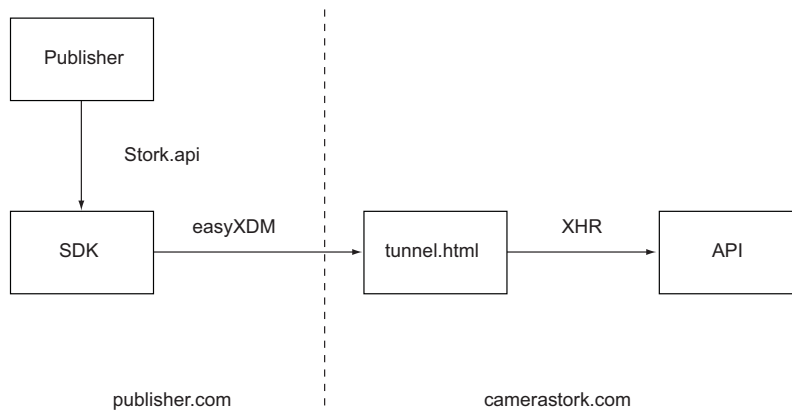 Publisher
Stork.api
SDK
easyXDM
tunnel.html
XHR
API
publisher.com
camerastork.com